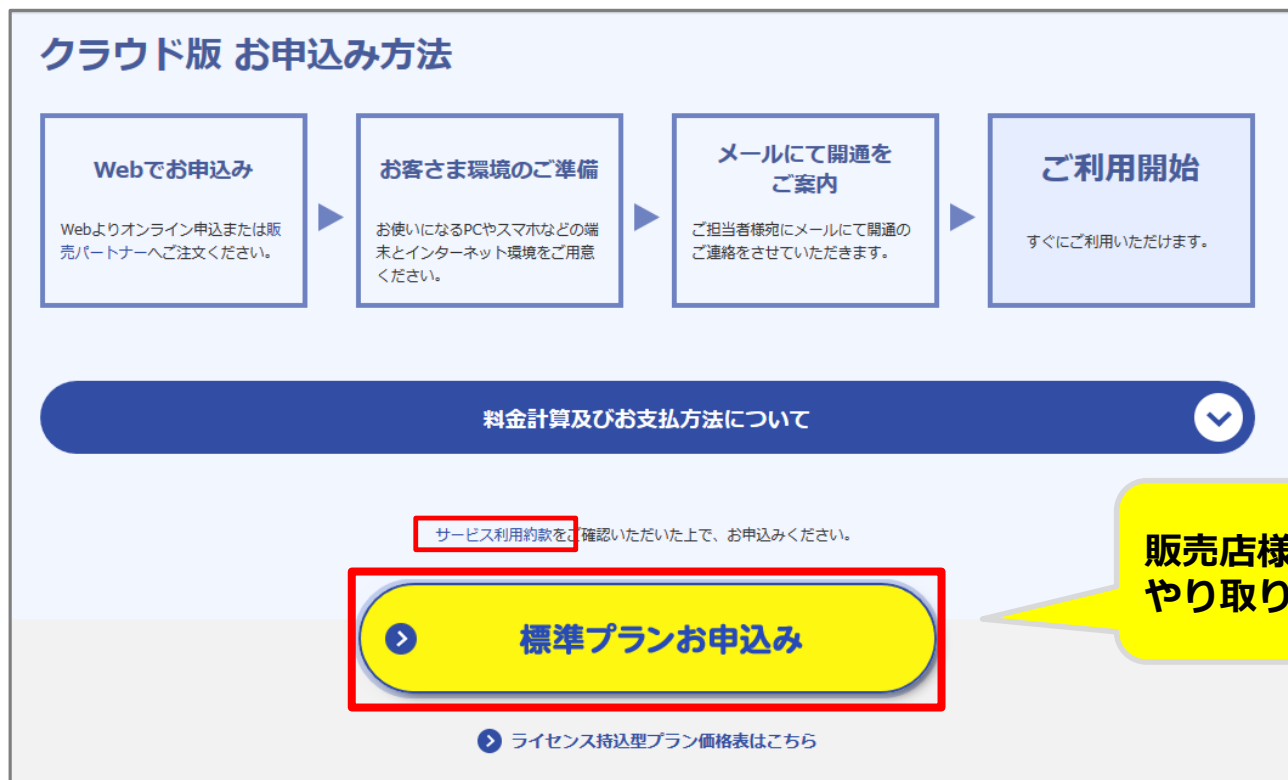 クラウド版 お申込み方法
Webでお申込み
Webよりオンライン申込または販
売パートナーへご注文ください。
お客さま環境のご準備
お使いになるPCやスマホなどの端
末とインターネット環境をご用意
ください。
メールにて開通を
ご案内
ご担当者様宛にメールにて開通の
ご連絡をさせていただきます。
ご利用開始
すぐにご利用いただけます。
料金計算及びお支払方法について
サービス利用約款をご確認いただいた上で、お申込みください。
販売店様
やり取り
標準プランお申込み
ライセンス持込型プラン価格表はこちら